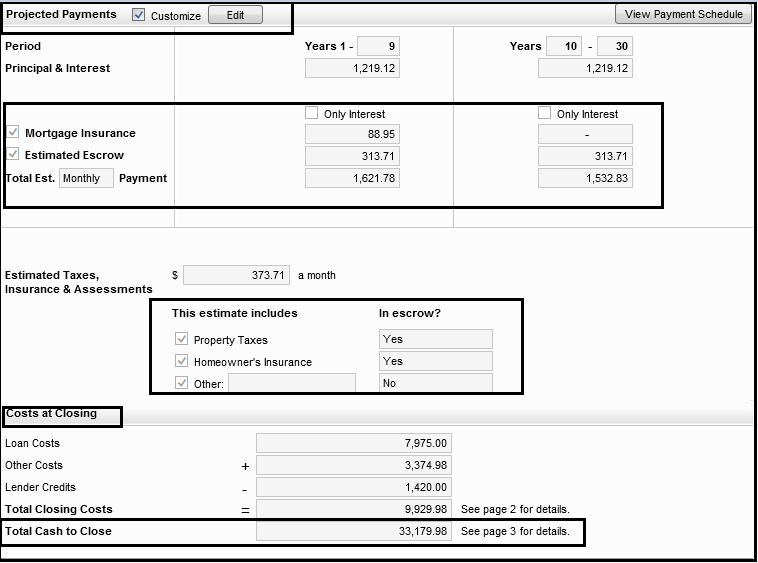 Projected Payments Customize Edit View Payment Schedule
Period Years 1 - 9 Years 10 - 30
Principal & Interest 1,219.12 1,219.12
Only Interest Only Interest
Mortgage Insurance 88.95 -
Estimated Escrow 313.71 313.71
Total Est. Monthly Payment 1,621.78 1,532.83
Estimated Taxes, $ 373.71 a month
Insurance & Assessments
This estimate includes In escrow?
Property Taxes Yes
Homeowner's Insurance Yes
Other: No
Costs at Closing
Loan Costs 7,975.00
Other Costs + 3,374.98
Lender Credits - 1,420.00
Total Closing Costs = 9,929.98 See page 2 for details.
Total Cash to Close 33,179.98 See page 3 for details.